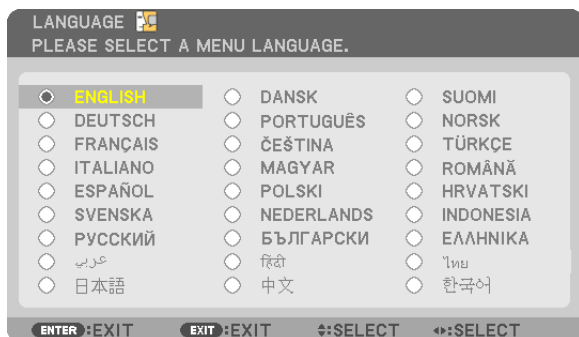 LANGUAGE
PLEASE SELECT A MENU LANGUAGE.
ENGLISH DANSK SUOMI
DEUTSCH PORTUGUÊS NORSK
FRANÇAIS ČEŠTINA TÜRKÇE
ITALIANO MAGYAR ROMÂNĂ
ESPAÑOL POLSKI HRVATSKI
SVENSKA NEDERLANDS INDONESIA
РУССКИЙ БЪЛГАРСКИ ΕΛΛΗΝΙΚΑ
عربي हिंदी ไทย
日本語 中文 한국어
ENTER :EXIT EXIT :EXIT :SELECT :SELECT